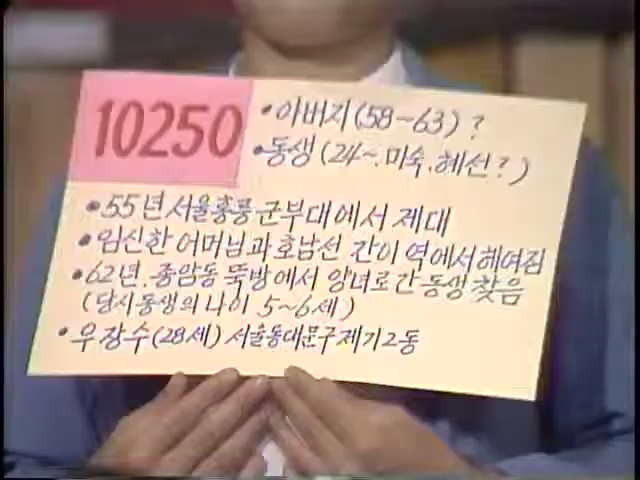 10250
•아버지(58~63)?
•동생(24~.미숙.혜선?)
•55년 서울홍릉 군부대에서 제대
•임신한 어머님과 호남선 간이 역에서 헤여짐
•62년. 종암동 뚝방에서 양녀로 간 동생 찾음
(당시 동생의 나이 5~6세)
•우장수(28세) 서울동대문구 제기2동